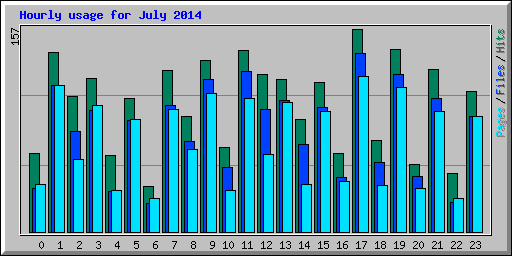 Hourly usage for July 2014
157
Pages/Files/Hits
0 1 2 3 4 5 6 7 8 9 10 11 12 13 14 15 16 17 18 19 20 21 22 23